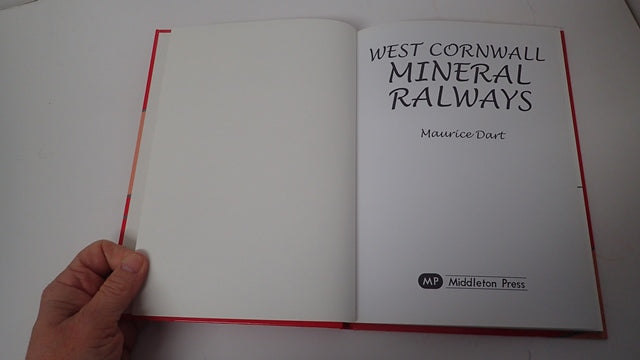 WEST CORNWALL
MINERAL
RALWAYS
Maurice Dart
MP Middleton Press